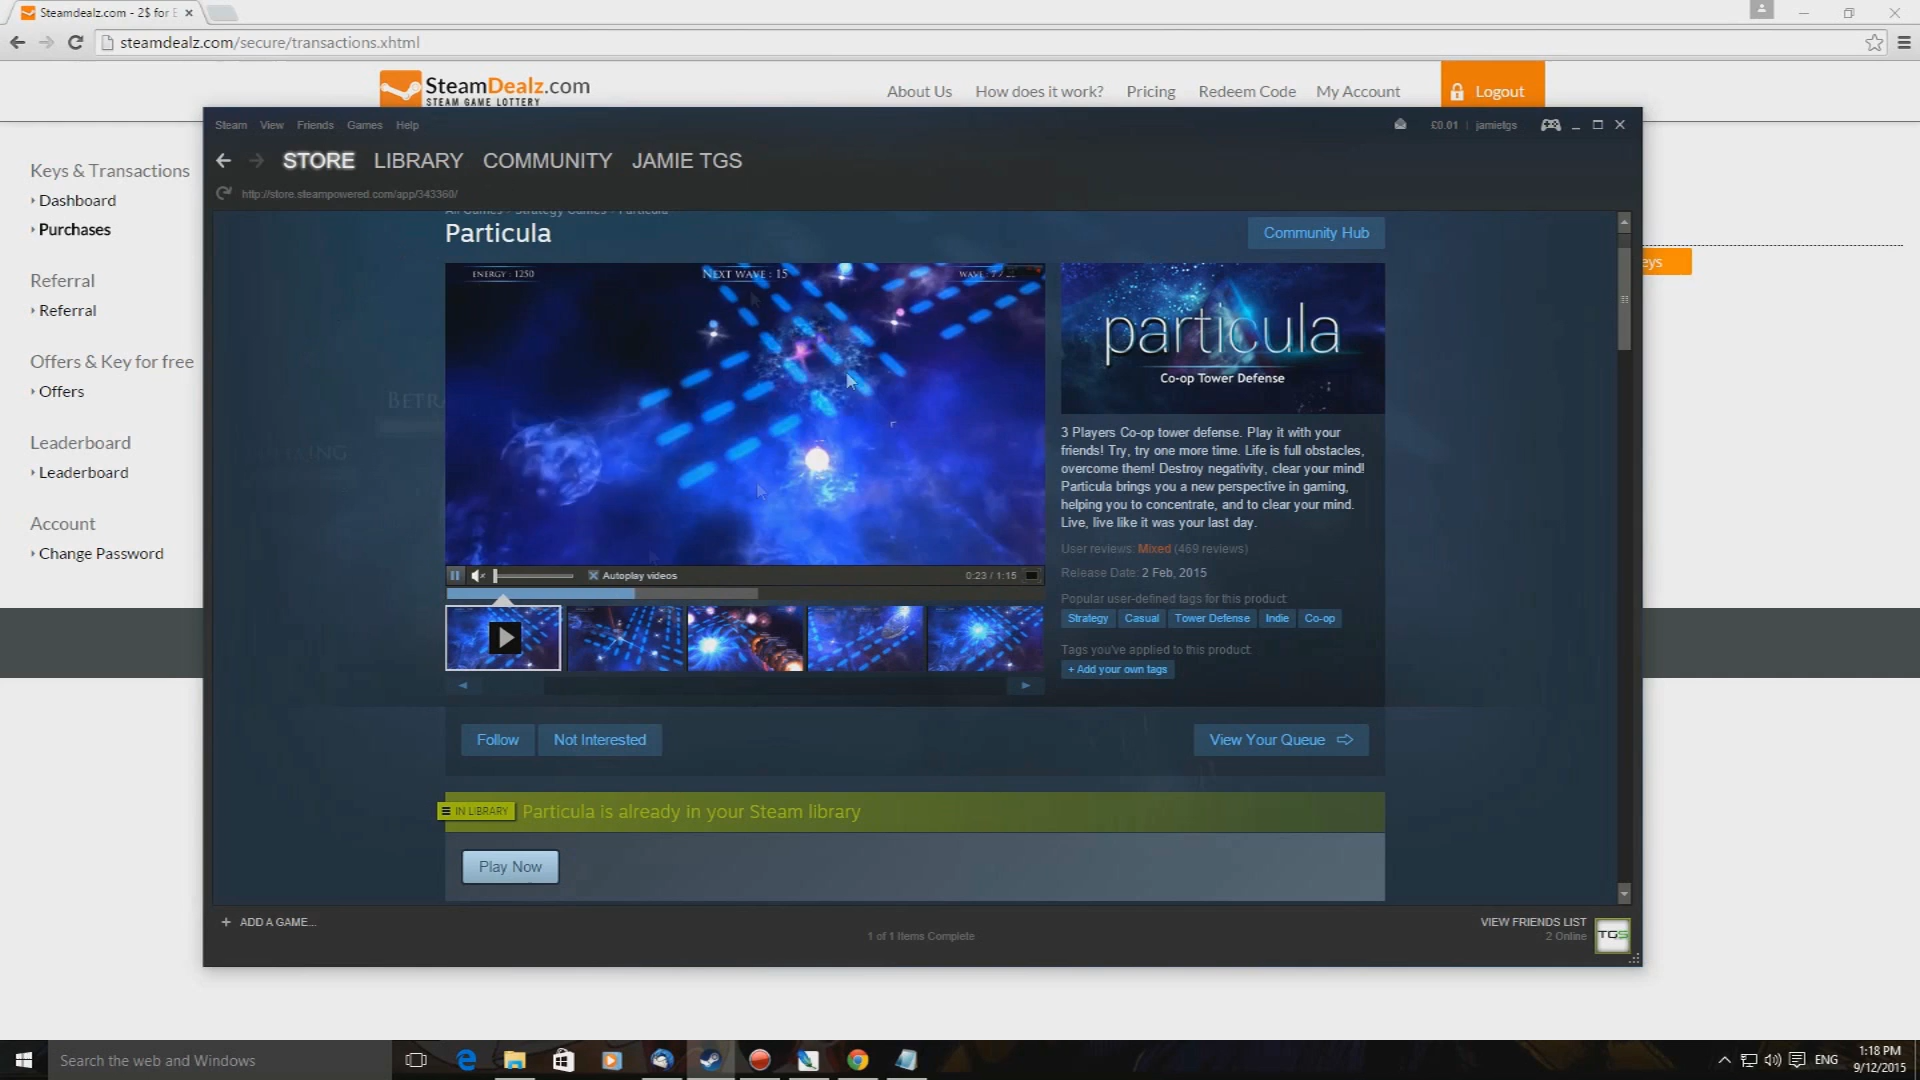 Steamdealz.com - 2$ for
steamdealz.com/secure/transactions.xhtml
SteamDealz.com
STEAM GAME LOTTERY
About Us
How does it work?
Pricing
Redeem Code
My Account
Logout
Keys & Transactions
Dashboard
Purchases
Referral
Referral
Offers & Key for free
Offers
Leaderboard
Leaderboard
Account
Change Password
eys
Steam View Friends Games Help
£0.01 | jamietgs
STORE LIBRARY COMMUNITY JAMIE TGS
http://store.steampowered.com/app/343360/
All Games > Strategy Games > Particula
Particula
Community Hub
ENERGY : 1250
NEXT WAVE : 15
WAVE : 
BETRA
KING
particula
Co-op Tower Defense
3 Players Co-op tower defense. Play it with your
friends! Try, try one more time. Life is full obstacles,
overcome them! Destroy negativity, clear your mind!
Particula brings you a new perspective in gaming,
helping you to concentrate, and to clear your mind.
Live, live like it was your last day.
User reviews: Mixed (469 reviews)
Release Date: 2 Feb, 2015
Popular user-defined tags for this product:
Strategy Casual Tower Defense Indie Co-op
Tags you've applied to this product:
+ Add your own tags
Autoplay videos
0:23 / 1:15
Follow
Not Interested
View Your Queue
IN LIBRARY
Particula is already in your Steam library
Play Now
+ ADD A GAME...
1 of 1 Items Complete
VIEW FRIENDS LIST
2 Online
TGS
Search the web and Windows
ENG
1:18 PM
9/12/2015